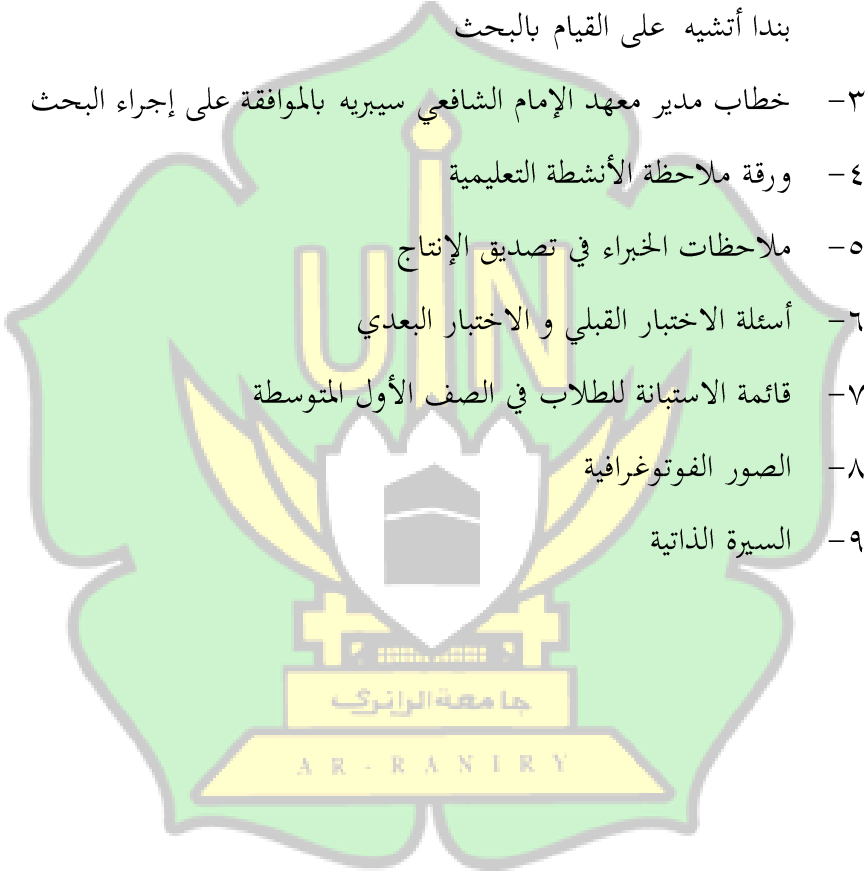 بندا أتشيه على القيام بالبحث
٣- خطاب مدير معهد الإمام الشافعي سيبريه بالموافقة على إجراء البحث
٤- ورقة ملاحظة الأنشطة التعليمية
٥- ملاحظات الخبراء في تصديق الإنتاج
٦- أسئلة الاختبار القبلي و الاختبار البعدي
٧- قائمة الاستبانة للطلاب في الصف الأول المتوسطة
٨- الصور الفوتوغرافية
٩- السيرة الذاتية
UIN
جامعة الرانري
AR-RANIRY